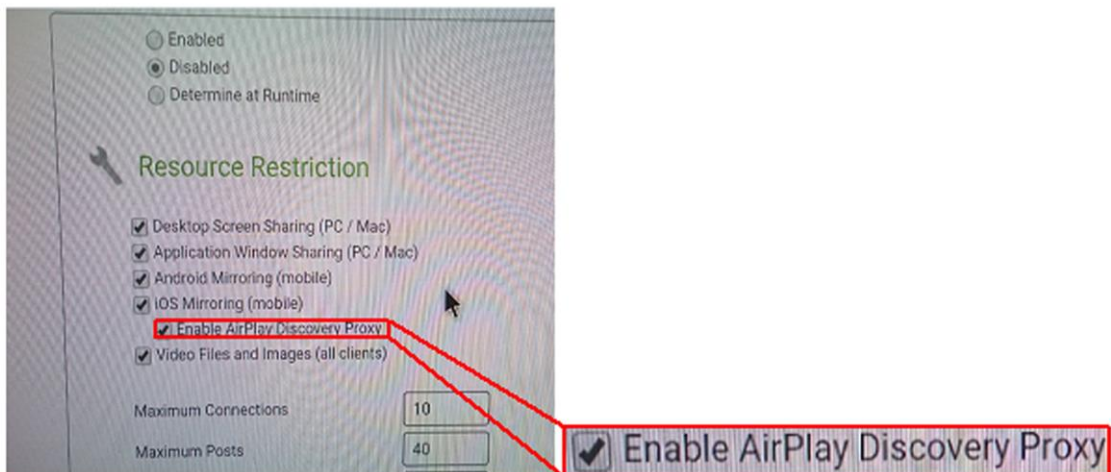 Enabled
Disabled
Determine at Runtime
Resource Restriction
Desktop Screen Sharing (PC / Mac)
Application Window Sharing (PC / Mac)
Android Mirroring (mobile)
iOS Mirroring (mobile)
Enable AirPlay Discovery Proxy
Video Files and Images (all clients)
Maximum Connections 10
Maximum Posts 40
Enable AirPlay Discovery Proxy